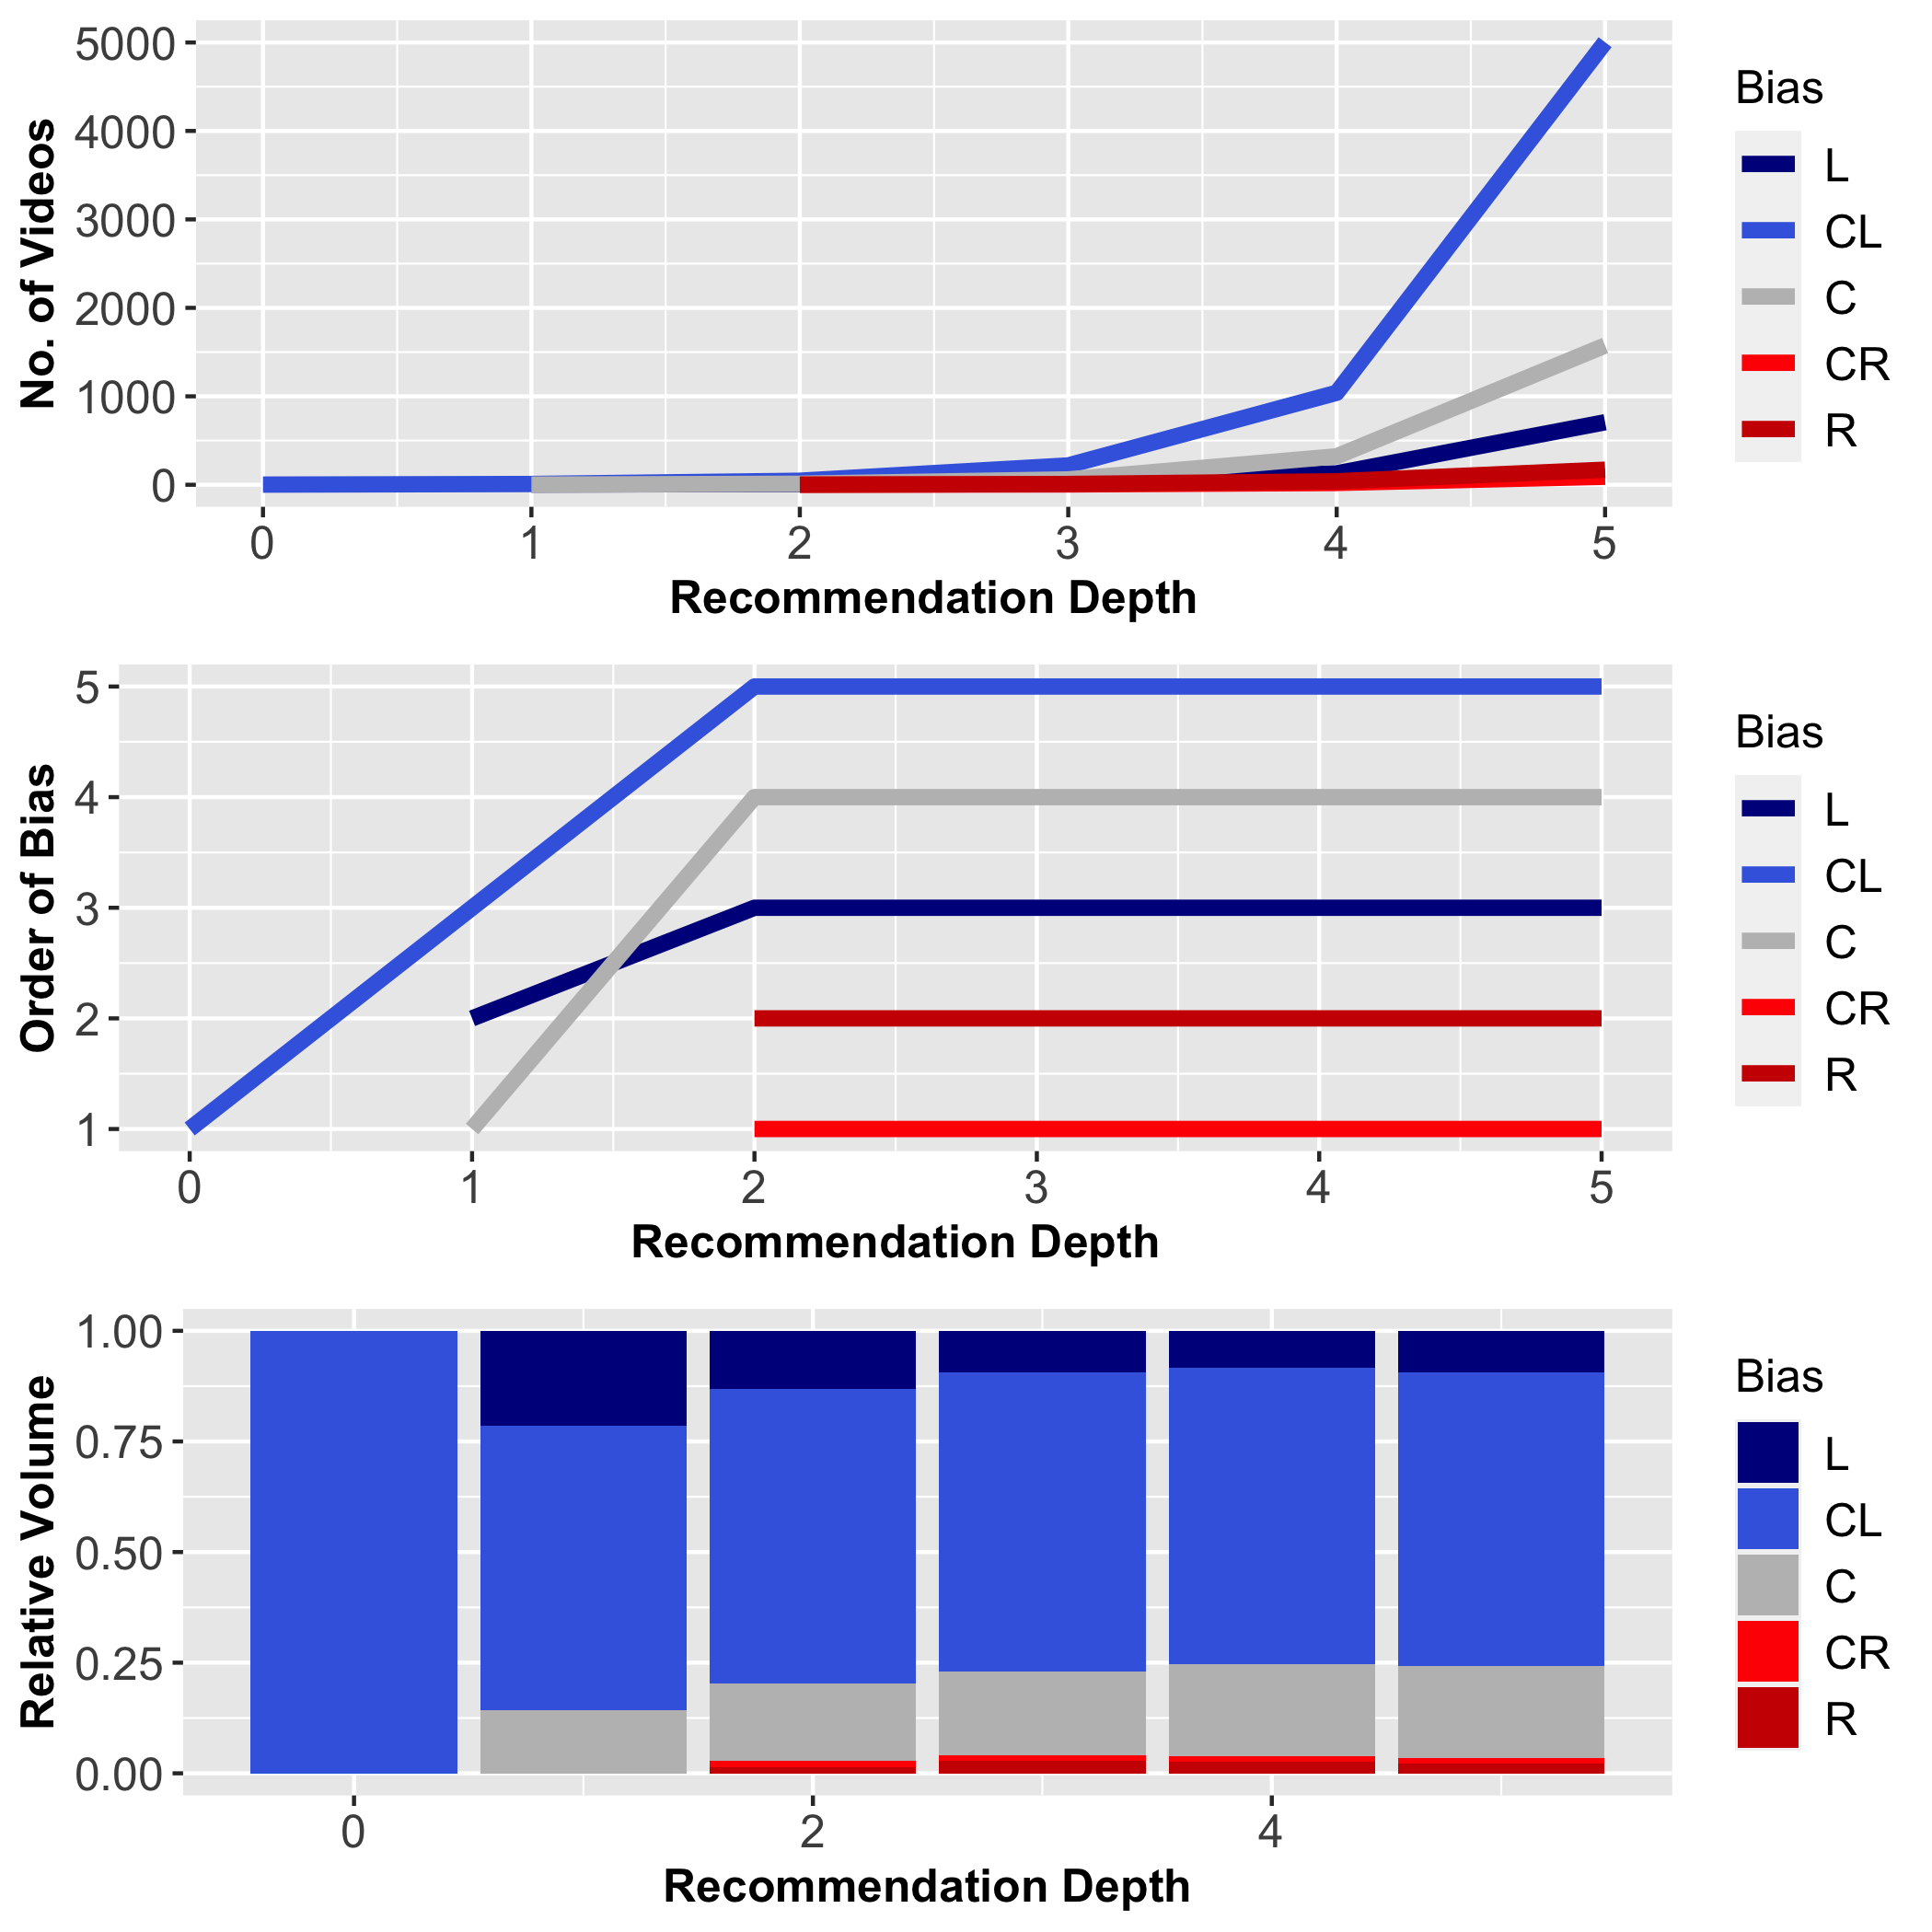 No. of Videos
5000
4000
3000
2000
1000
0
0 1 2 3 4 5
Recommendation Depth
Bias
L
CL
C
CR
R
Order of Bias
5
4
3
2
1
0 1 2 3 4 5
Recommendation Depth
Bias
L
CL
C
CR
R
Relative Volume
1.00
0.75
0.50
0.25
0.00
0 2 4
Recommendation Depth
Bias
L
CL
C
CR
R